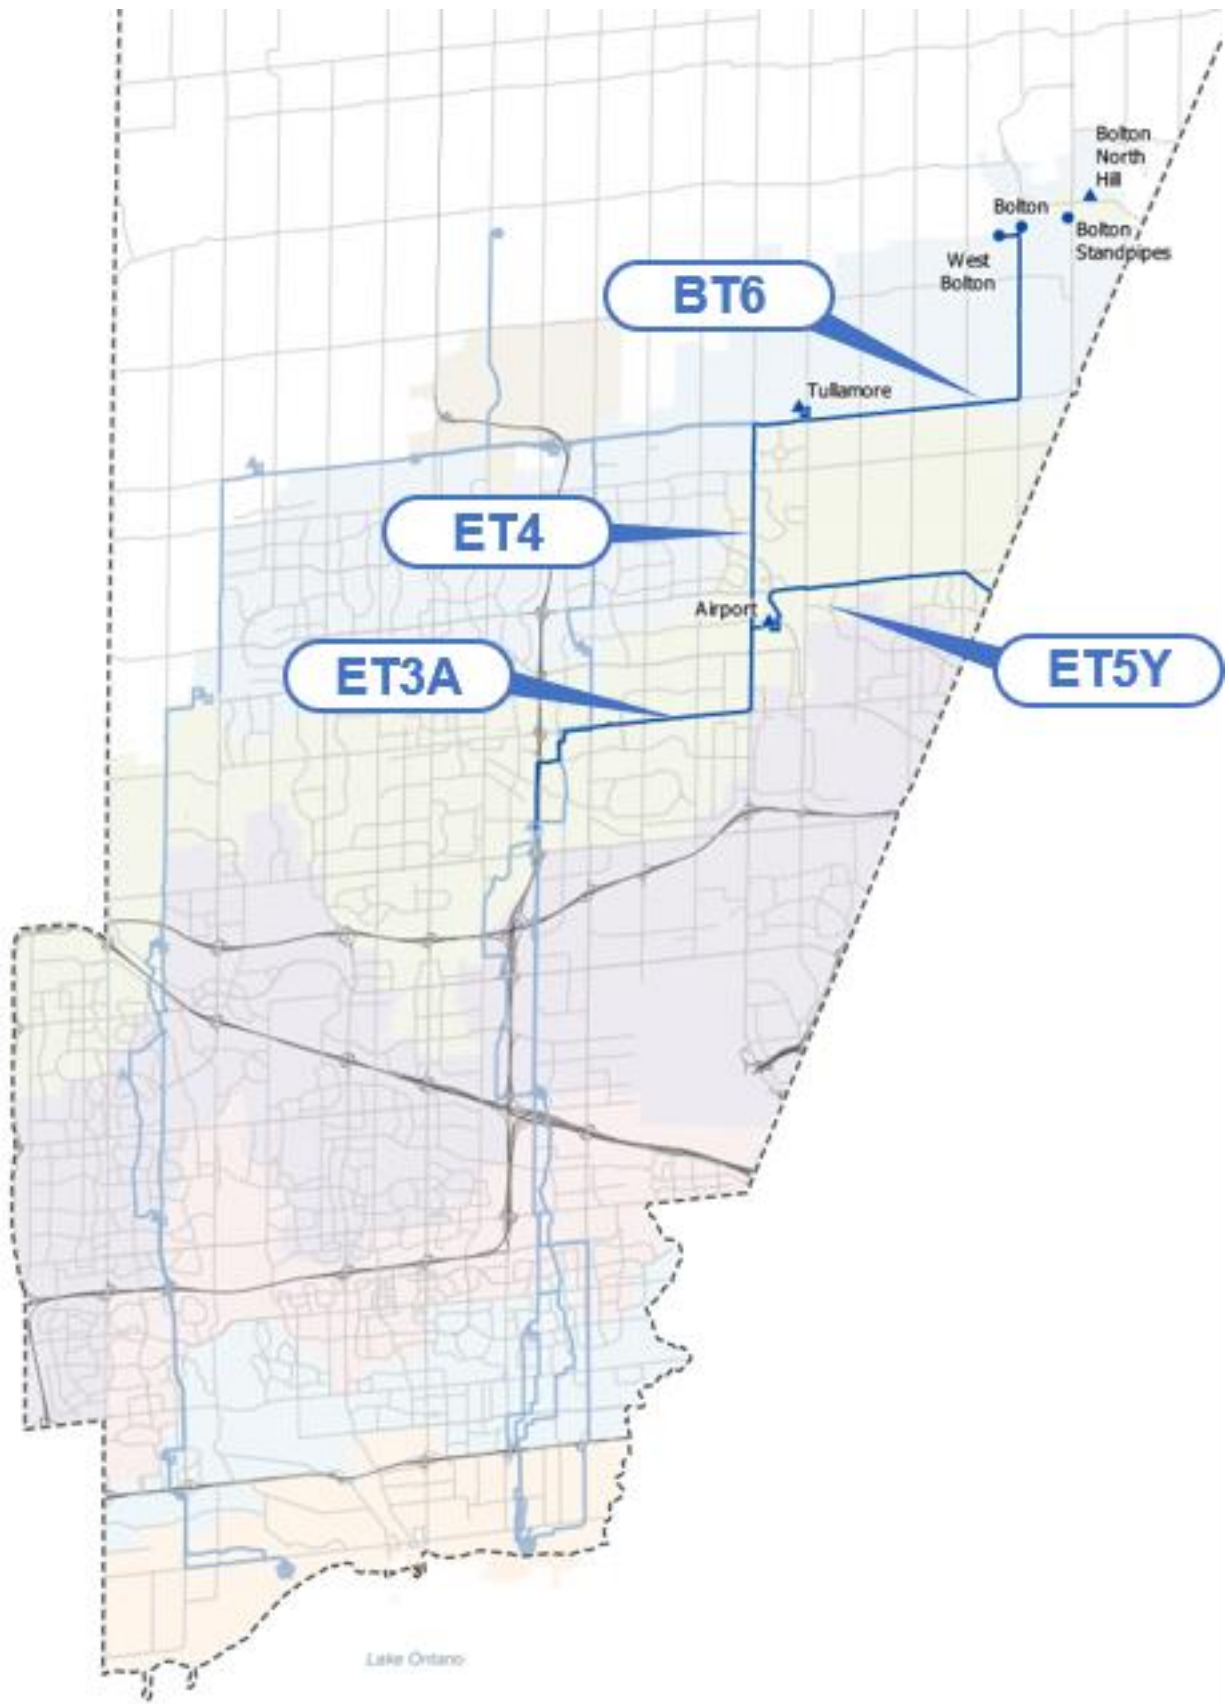 Bolton
North
Hill
Bolton
Bolton
Standpipes
West
Bolton
BT6
Tullamore
ET4
Airport
ET3A
ET5Y
Lake Ontario